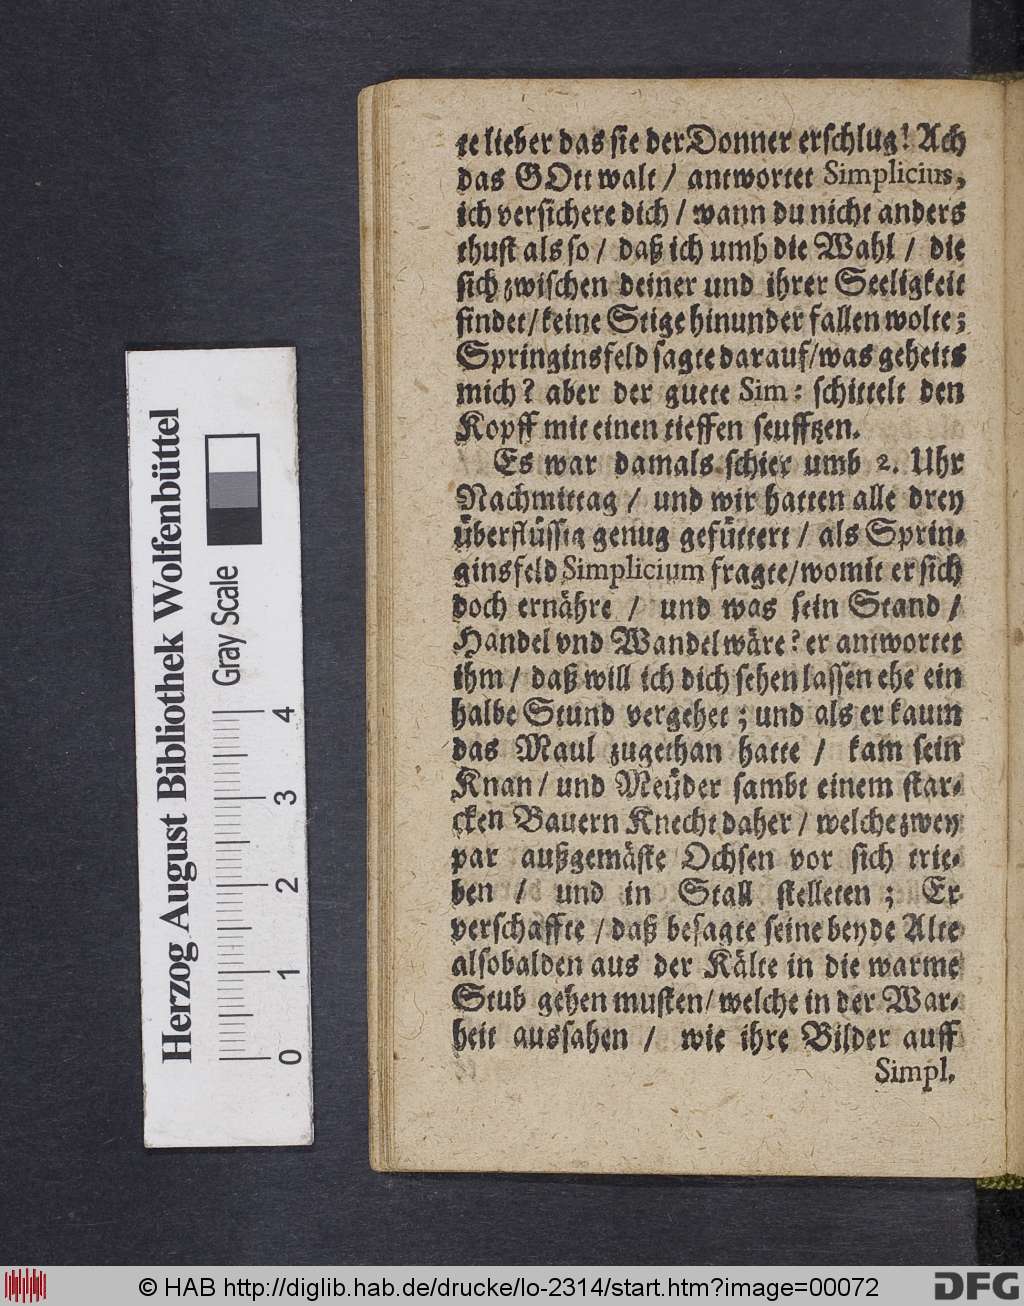 te lieber das sie der Donner erschlug! Ach
das GOtt walt / antwortet Simplicius,
ich versichere dich / wann du nicht anders
thust als so / daß ich umb die Wahl / die
sich zwischen deiner und ihrer Seeligkeit
findet / keine Stige hinunder fallen wolte;
Springinsfeld sagte darauf / was geheits
mich? aber der guete Sim: schittelt den
Kopff mit einen tieffen seufftzen.
Es war damals schier umb 2. Uhr
Nachmittag / und wir hatten alle drey
überflüssig genug gefüttert / als Sprin-
ginsfeld Simplicium fragte / womit er sich
doch ernähre / und was sein Stand /
Handel vnd Wandel wäre? er antwortet
ihm / daß will ich dich sehen lassen ehe ein
halbe Stund vergehet; und als er kaum
das Maul zugethan hatte / kam sein
Knan / und Meüder sambt einem star-
cken Bauern Knecht daher / welche zwey
par außgemäste Ochsen vor sich trie-
ben / und in Stall stelleten; Er
verschaffte / daß besagte seine beyde Alte
alsobalden aus der Kälte in die warme
Stub gehen musten / welche in der War-
heit aussahen / wie ihre Bilder auff
Simpl.
Herzog August Bibliothek Wolfenbüttel
Gray Scale
0 1 2 3 4
© HAB http://diglib.hab.de/drucke/lo-2314/start.htm?image=00072
DFG